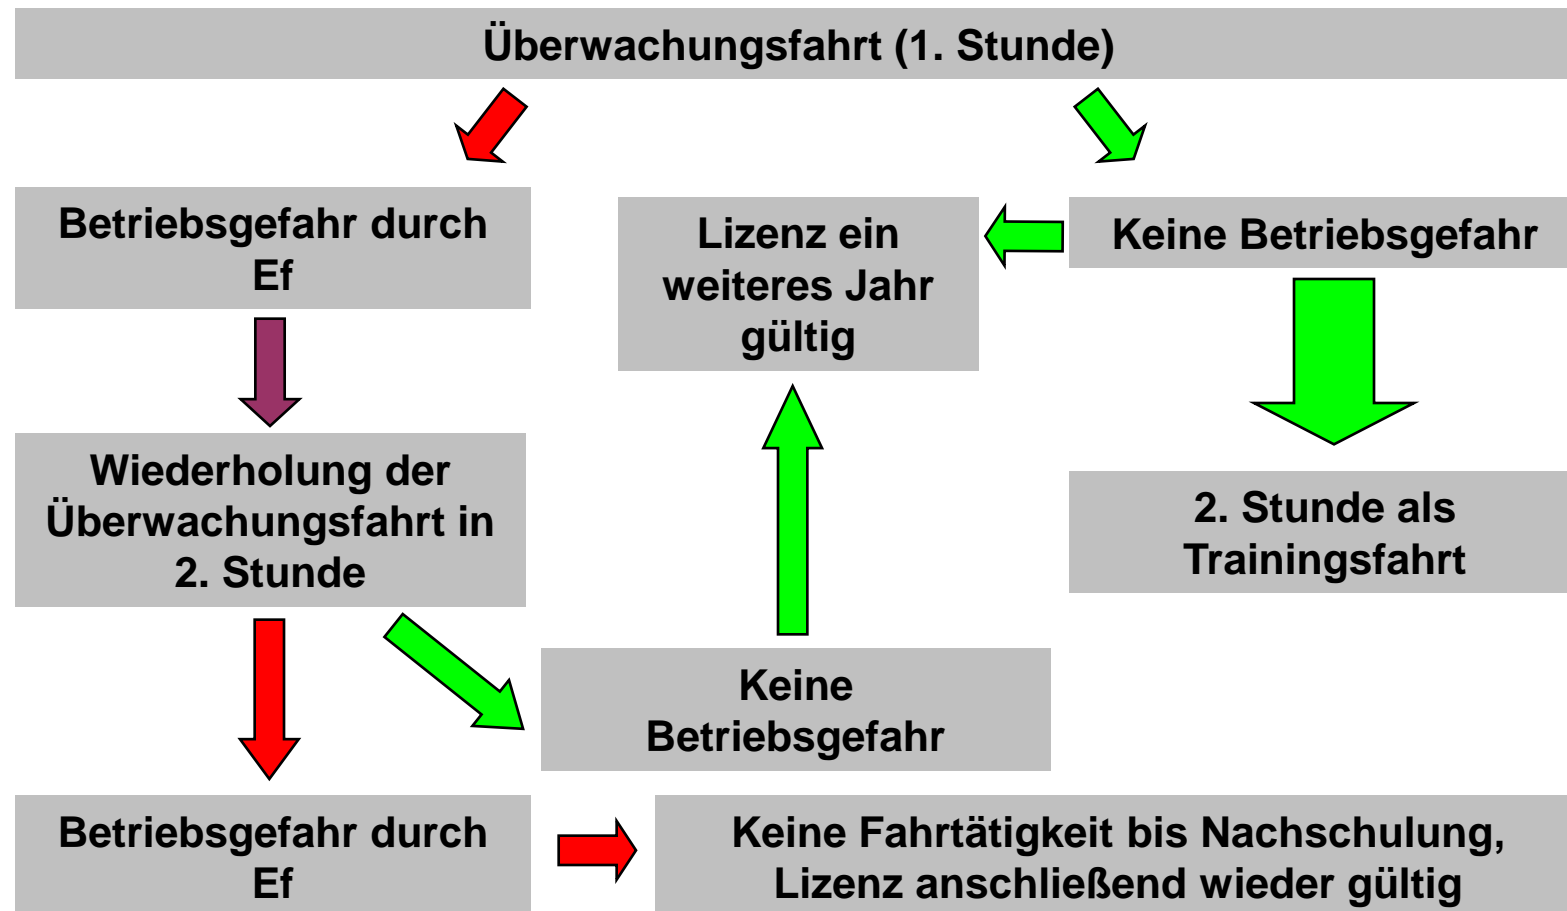 Überwachungsfahrt (1. Stunde)
Betriebsgefahr durch
Ef
Lizenz ein
weiteres Jahr
gültig
Keine Betriebsgefahr
Wiederholung der
Überwachungsfahrt in
2. Stunde
2. Stunde als
Trainingsfahrt
Keine
Betriebsgefahr
Betriebsgefahr durch
Ef
Keine Fahrtätigkeit bis Nachschulung,
Lizenz anschließend wieder gültig